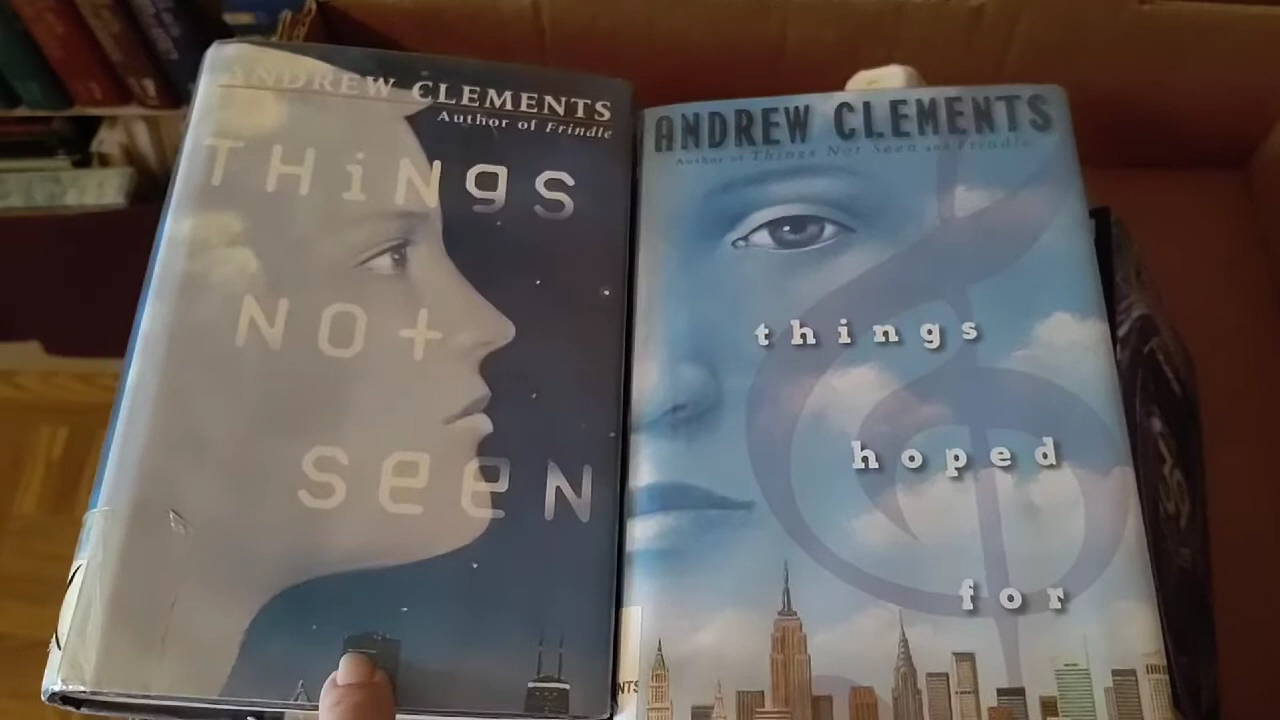 ANDREW CLEMENTS
Author of Frindle
THiNgS
NOt
SeeN
ANDREW CLEMENTS
Author of Things Not Seen and Frindle
things
hoped
for
NTS